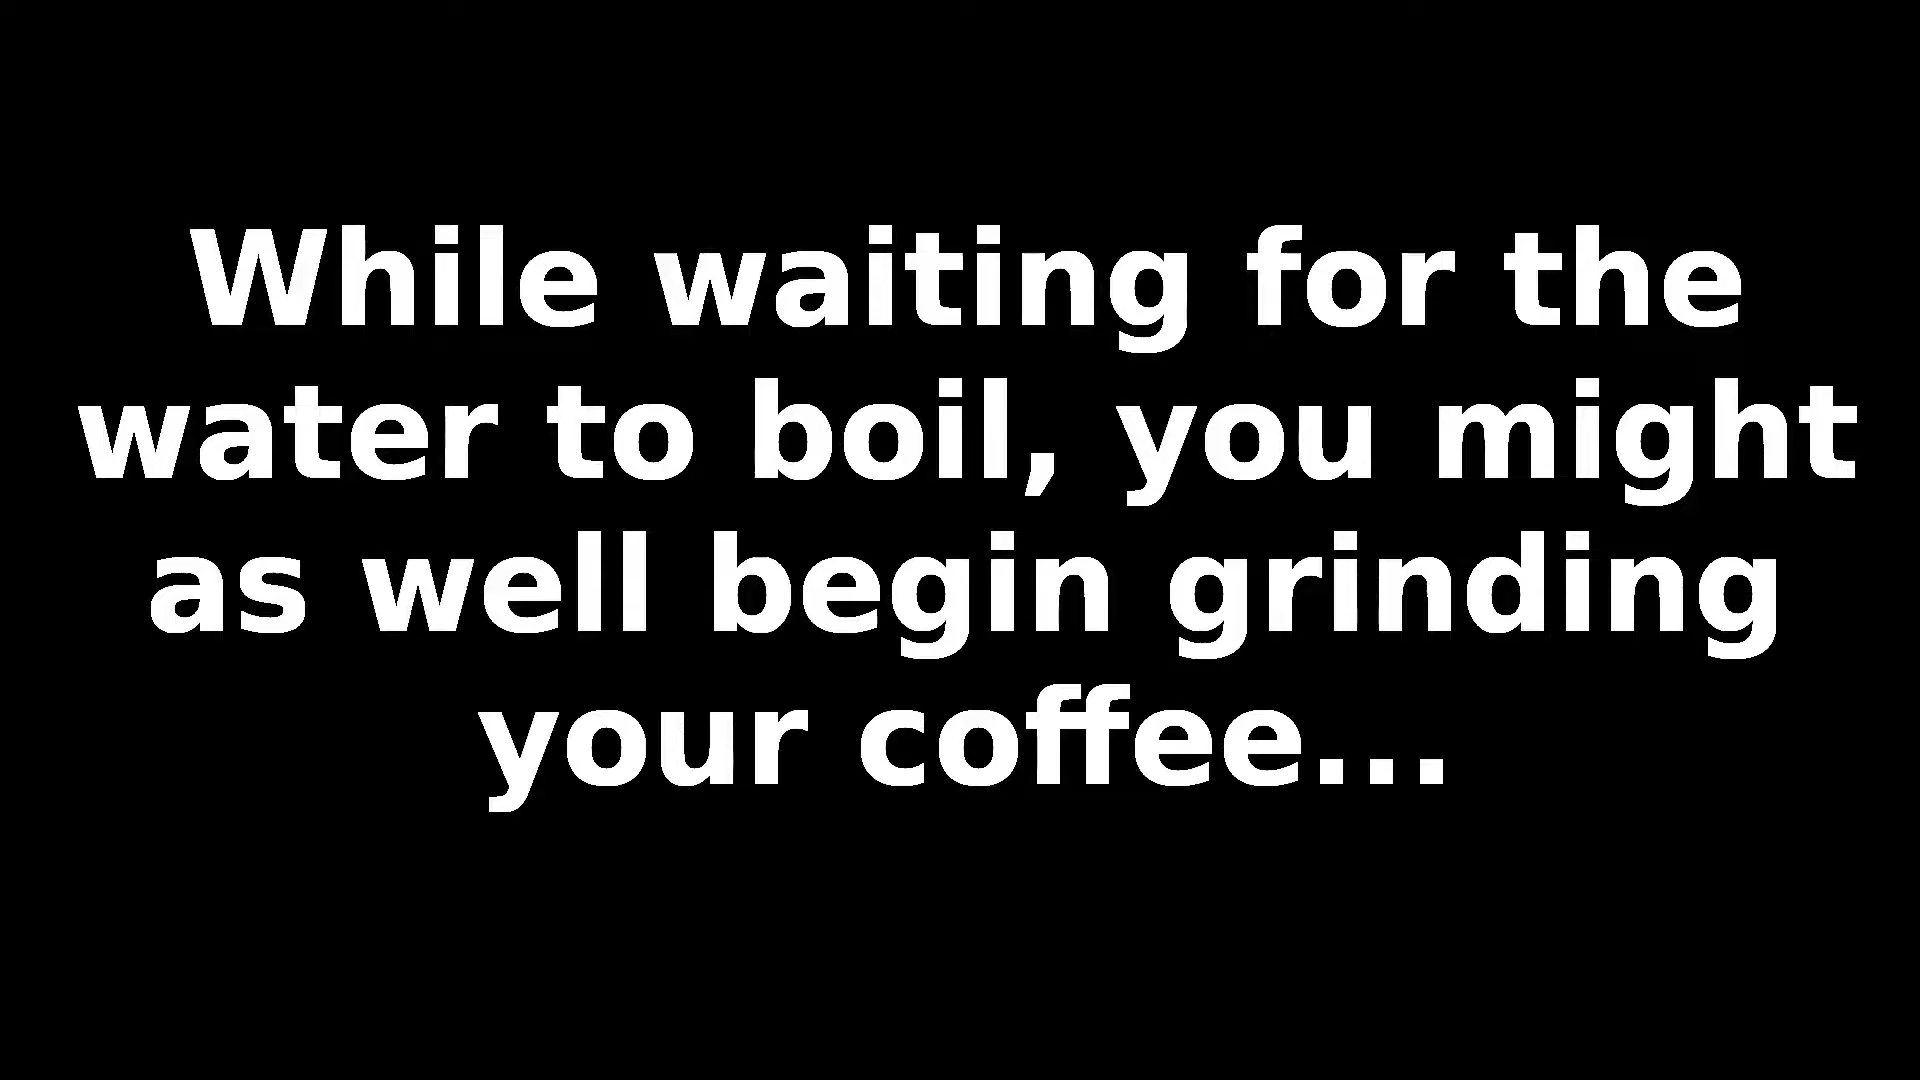 While waiting for the
water to boil, you might
as well begin grinding
your coffee...